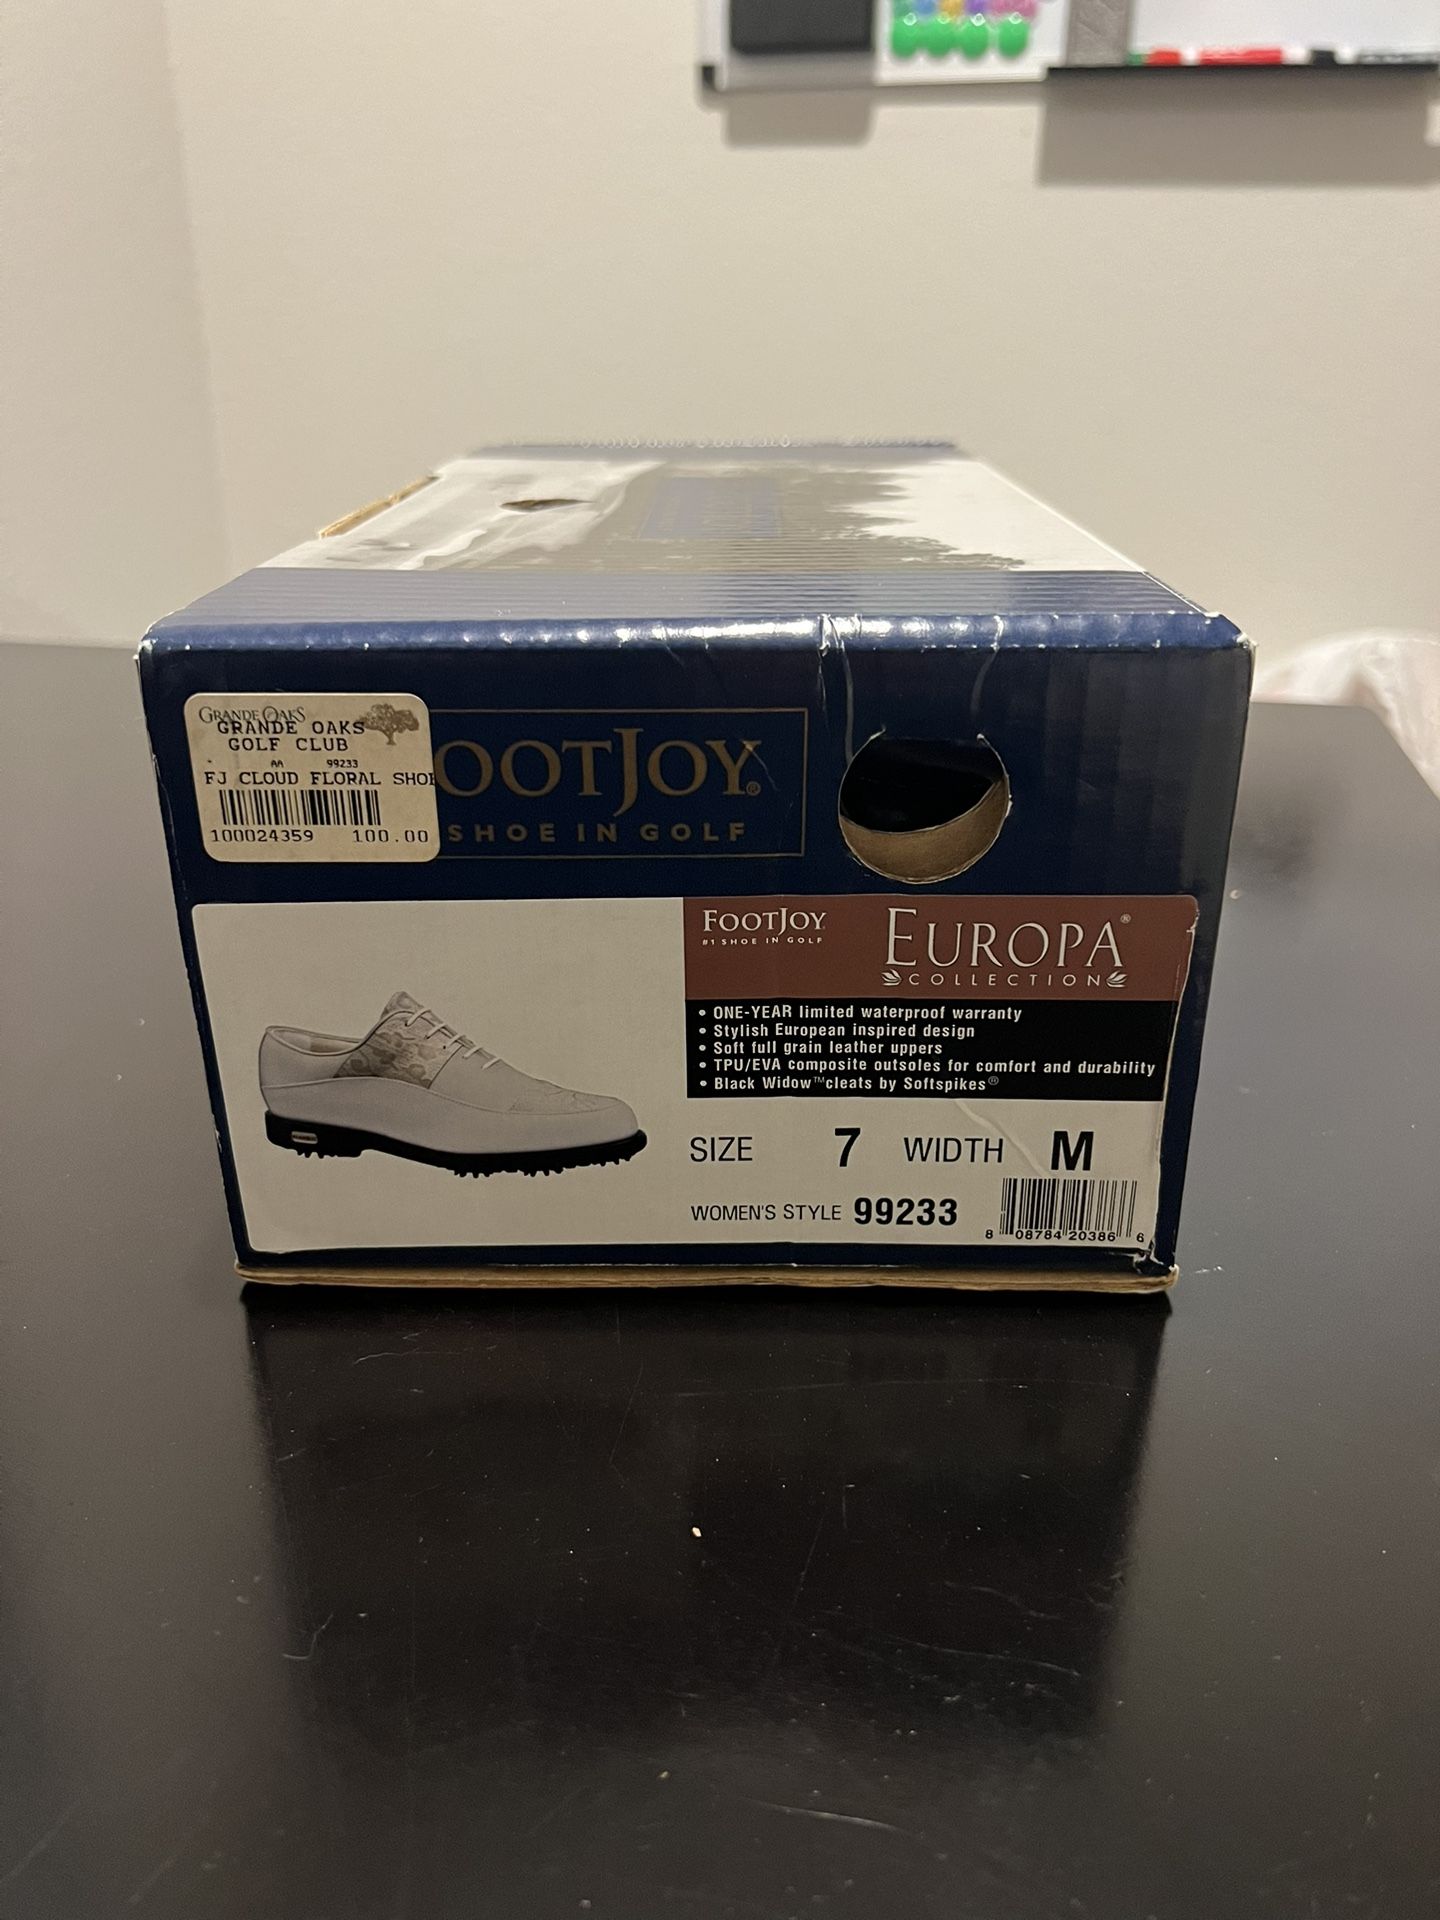 GRANDE OAKS
GRANDE OAKS
GOLF CLUB
AA 99233
FJ CLOUD FLORAL SHOE
100024359 100.00
OOTJOY®
SHOE IN GOLF
FOOTJOY
#1 SHOE IN GOLF
EUROPA®
COLLECTION
• ONE-YEAR limited waterproof warranty
• Stylish European inspired design
• Soft full grain leather uppers
• TPU/EVA composite outsoles for comfort and durability
• Black Widow™ cleats by Softspikes®
SIZE 7 WIDTH M
WOMEN'S STYLE 99233
8 08784 20386 6